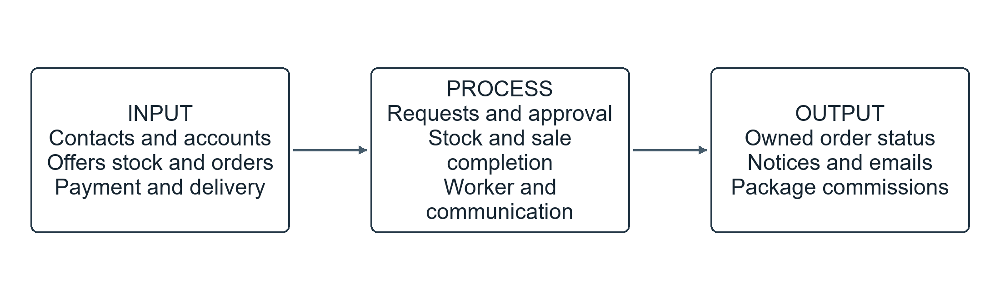 INPUT
Contacts and accounts
Offers stock and orders
Payment and delivery
PROCESS
Requests and approval
Stock and sale
completion
Worker and
communication
OUTPUT
Owned order status
Notices and emails
Package commissions